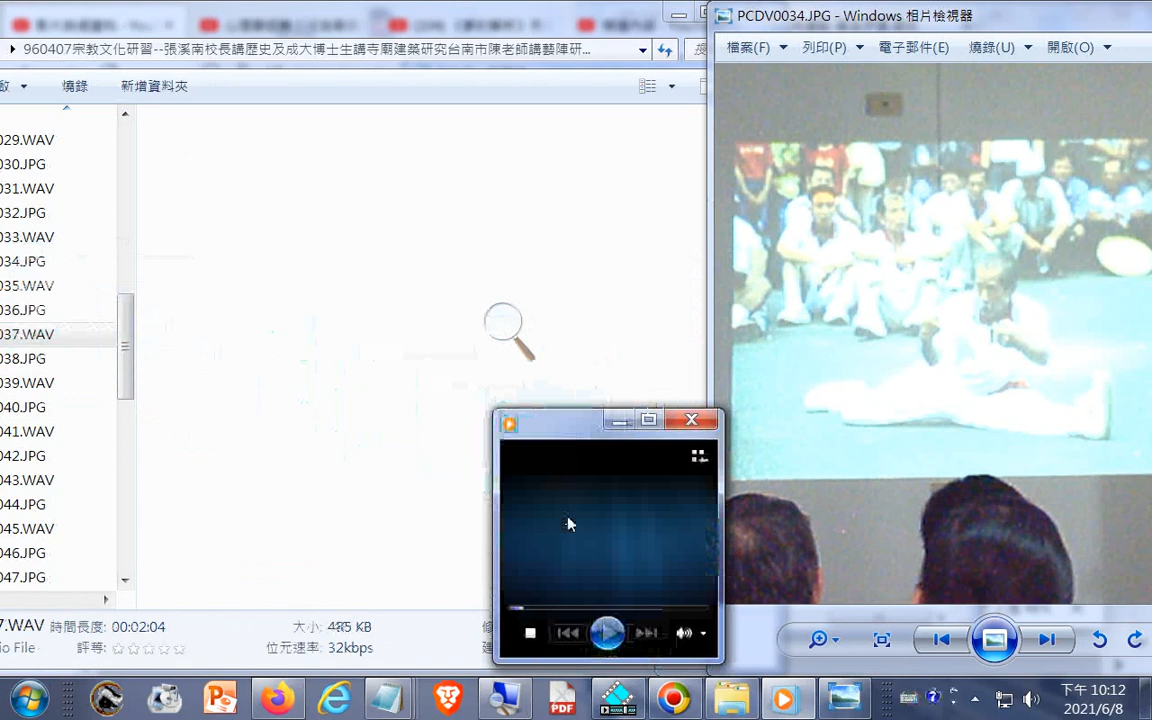 PCDV0034.JPG - Windows 相片檢視器
960407宗教文化研習--張溪南校長講歷史及成大博士生講寺廟建築研究台南市陳老師講藝陣研...
檔案(F) 列印(P) 電子郵件(E) 燒錄(U) 開啟(O)
燒錄 新增資料夾
029.WAV
030.JPG
031.WAV
032.JPG
033.WAV
034.JPG
035.WAV
036.JPG
037.WAV
038.JPG
039.WAV
040.JPG
041.WAV
042.JPG
043.WAV
044.JPG
045.WAV
046.JPG
047.JPG
7.WAV 時間長度: 00:02:04 大小: 485 KB
io File 評等: 位元速率: 32kbps
PDF
下午 10:12
2021/6/8